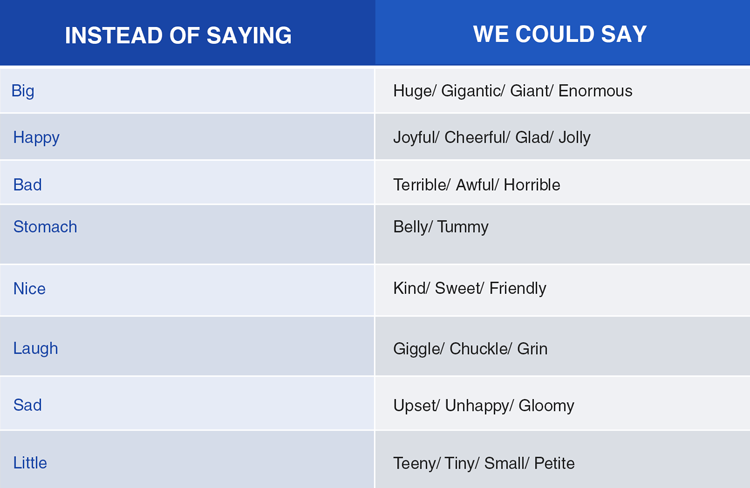 INSTEAD OF SAYING WE COULD SAY
Big Huge/ Gigantic/ Giant/ Enormous
Happy Joyful/ Cheerful/ Glad/ Jolly
Bad Terrible/ Awful/ Horrible
Stomach Belly/ Tummy
Nice Kind/ Sweet/ Friendly
Laugh Giggle/ Chuckle/ Grin
Sad Upset/ Unhappy/ Gloomy
Little Teeny/ Tiny/ Small/ Petite